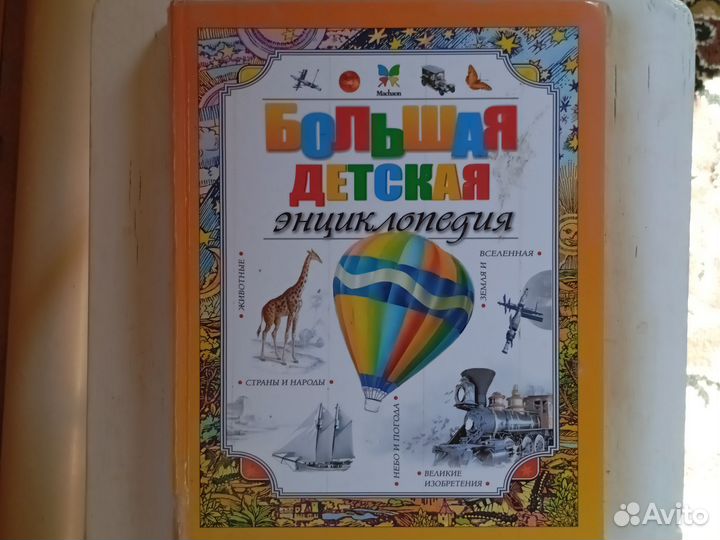 Machaon
БОЛЬШАЯ
ДЕТСКАЯ
энциклопедия
• ЖИВОТНЫЕ •
ВСЕЛЕННАЯ •
• ЗЕМЛЯ И
• СТРАНЫ И НАРОДЫ •
• НЕБО И ПОГОДА •
• ВЕЛИКИЕ
ИЗОБРЕТЕНИЯ •
Avito